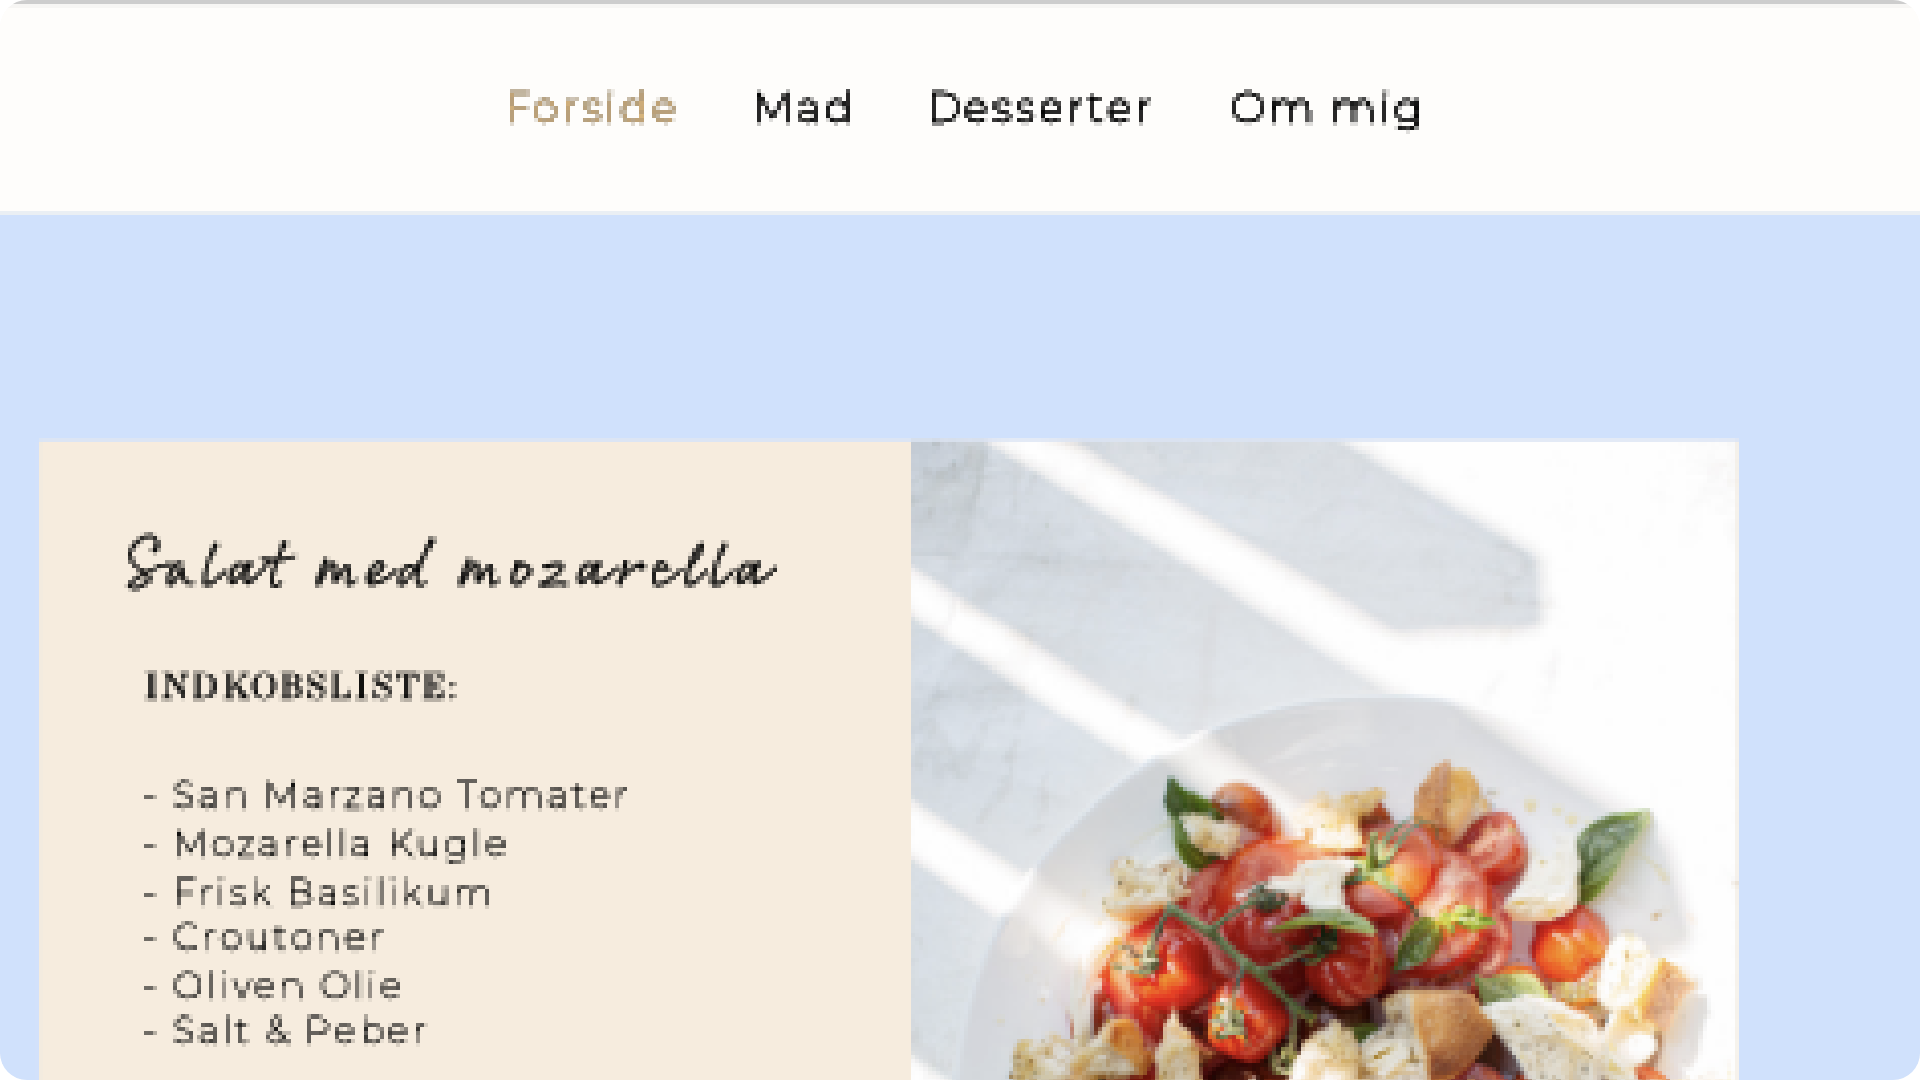 Forside Mad Desserter Om mig
Salat med mozarella
INDKOBSLISTE:
- San Marzano Tomater
- Mozarella Kugle
- Frisk Basilikum
- Croutoner
- Oliven Olie
- Salt & Peber